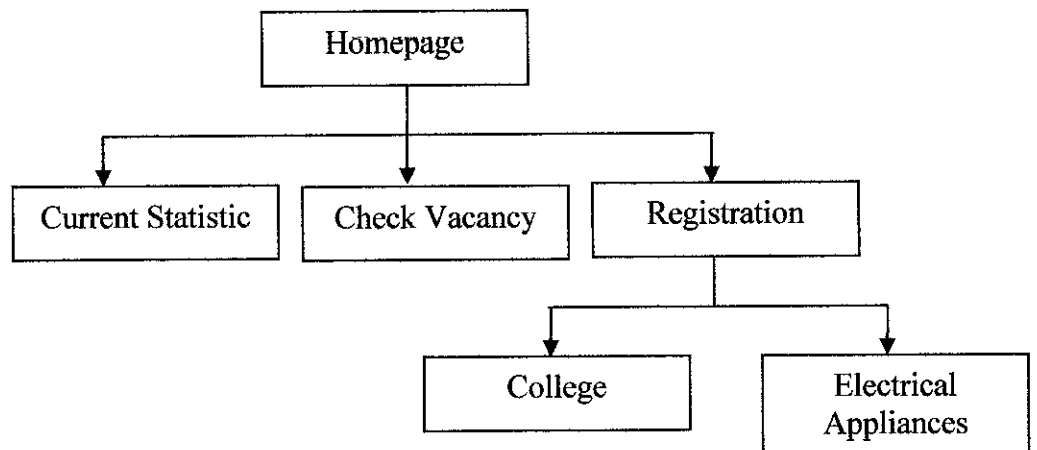 Homepage
Current Statistic
Check Vacancy
Registration
College
Electrical
Appliances